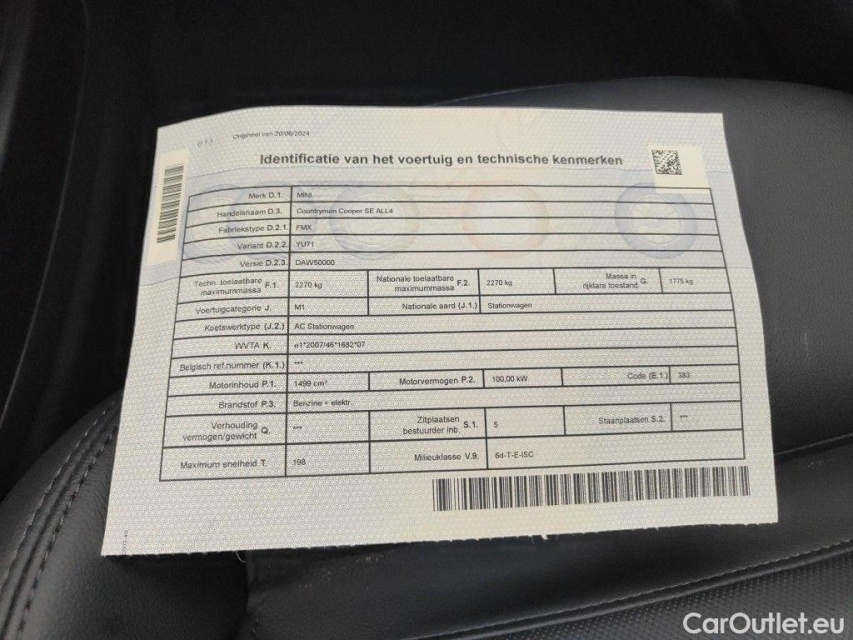 (1.1.)
Origineel van 20/06/2024
Identificatie van het voertuig en technische kenmerken
Merk D.1. MINI
Handelsnaam D.3. Countryman Cooper SE ALL4
Fabriekstype D.2.1. FMX
Variant D.2.2. YU71
Versie D.2.3. DAW50000
Techn. toelaatbare maximummassa F.1. 2270 kg Nationale toelaatbare maximummassa F.2. 2270 kg Massa in rijklare toestand G. 1775 kg
Voertuigcategorie J. M1 Nationale aard (J.1.) Stationwagen
Koetswerktype (J.2.) AC Stationwagen
WVTA K. e1*2007/46*1682*07
Belgisch ref.nummer (K.1.) ***
Motorinhoud P.1. 1499 cm³ Motorvermogen P.2. 100,00 kW Code (E.1.) 383
Brandstof P.3. Benzine + elektr.
Verhouding vermogen/gewicht Q. *** Zitplaatsen bestuurder inb. S.1. 5 Staanplaatsen S.2. ***
Maximum snelheid T. 198 Milieuklasse V.9. 6d-T-E-ISC
CarOutlet.eu